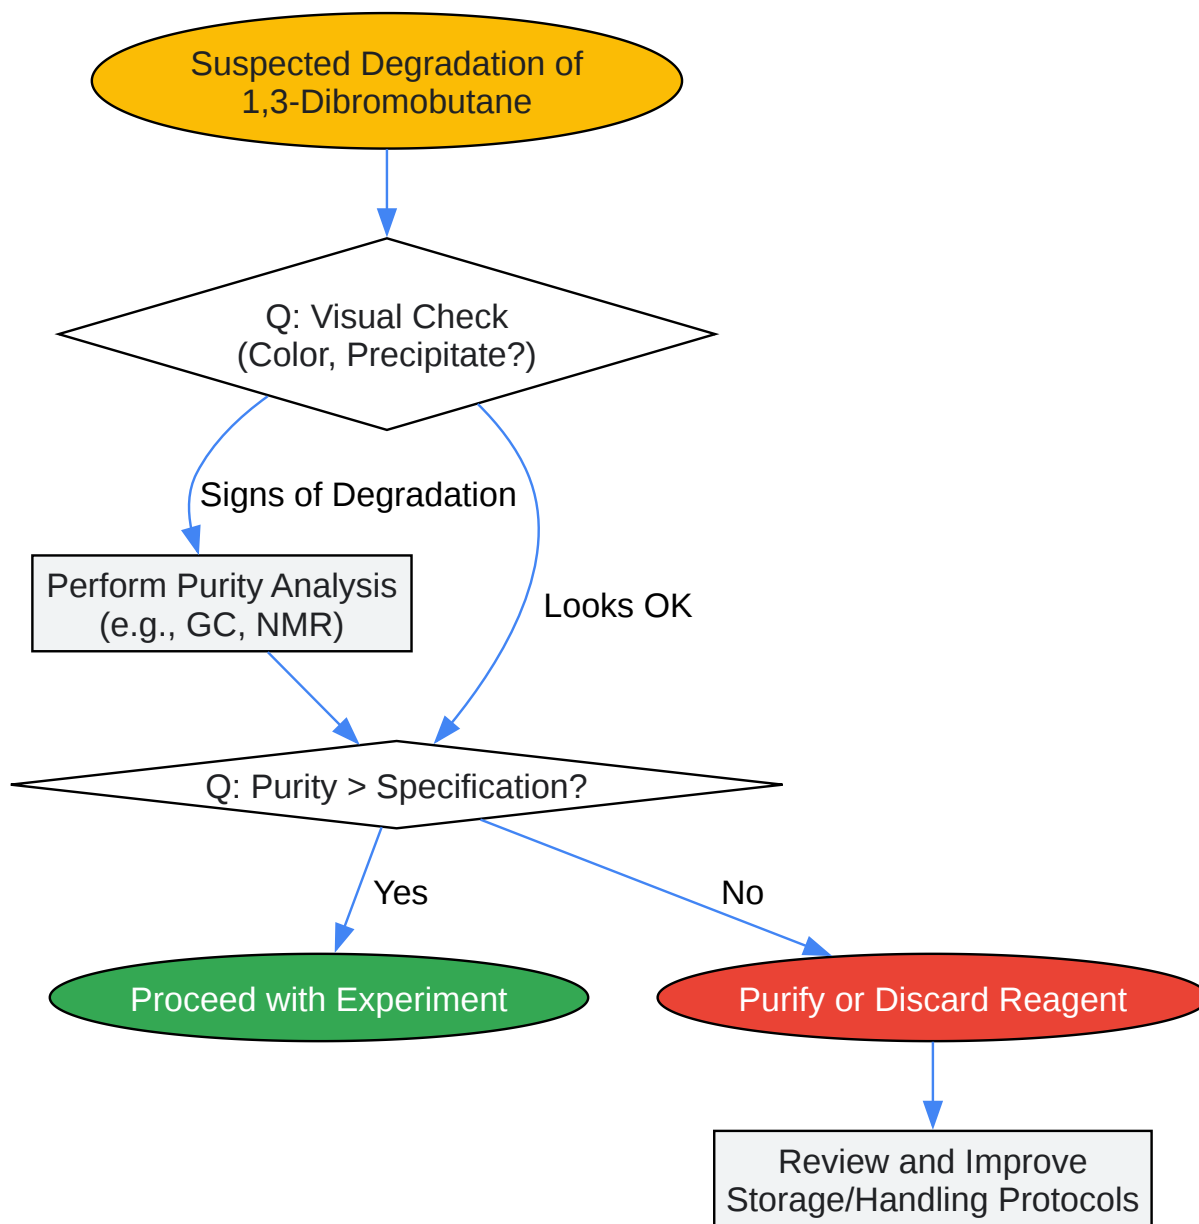 Suspected Degradation of
1,3-Dibromobutane
Q: Visual Check
(Color, Precipitate?)
Signs of Degradation
Perform Purity Analysis
(e.g., GC, NMR)
Looks OK
Q: Purity > Specification?
Yes
No
Proceed with Experiment
Purify or Discard Reagent
Review and Improve
Storage/Handling Protocols